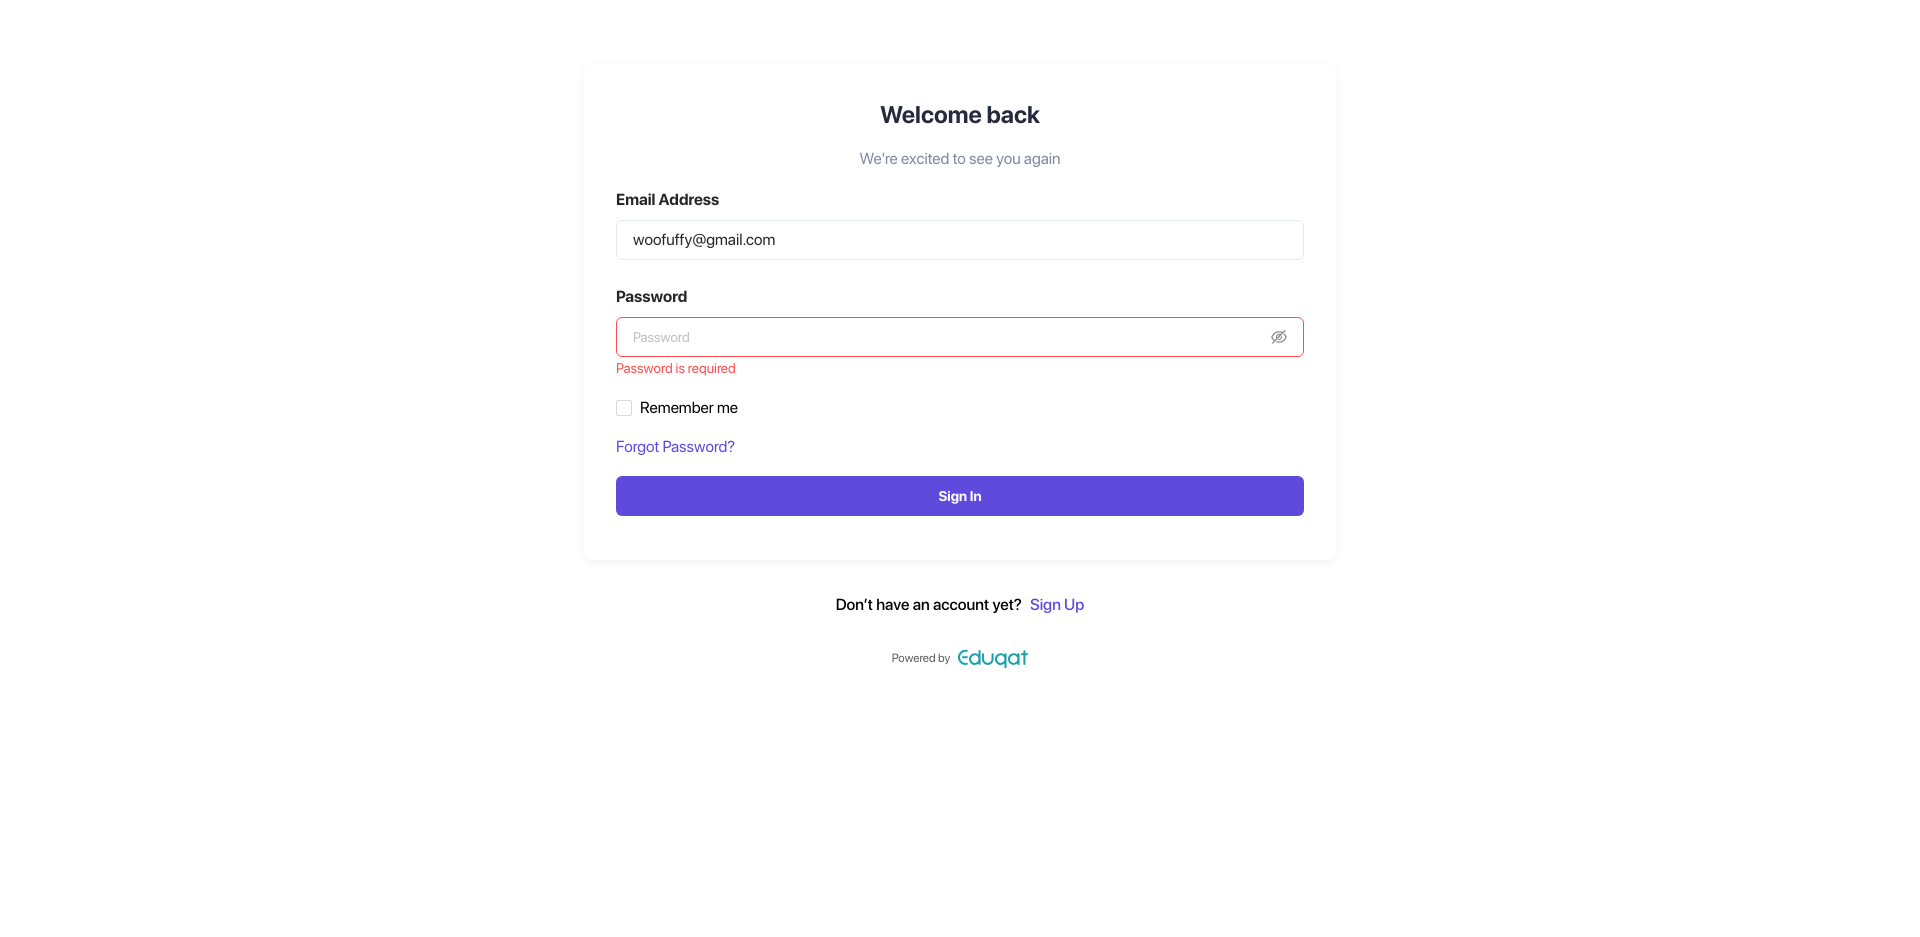 Welcome back
We're excited to see you again
Email Address
woofuffy@gmail.com
Password
Password
Password is required
Remember me
Forgot Password?
Sign In
Don’t have an account yet? Sign Up
Powered by Eduqat